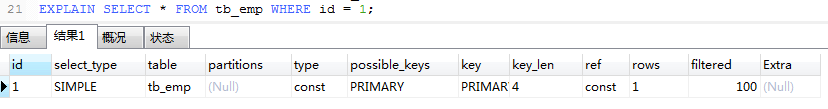 21 EXPLAIN SELECT * FROM tb_emp WHERE id = 1;
信息 结果1 概况 状态
id select_type table partitions type possible_keys key key_len ref rows filtered Extra
1 SIMPLE tb_emp (Null) const PRIMARY PRIMAR 4 const 1 100 (Null)